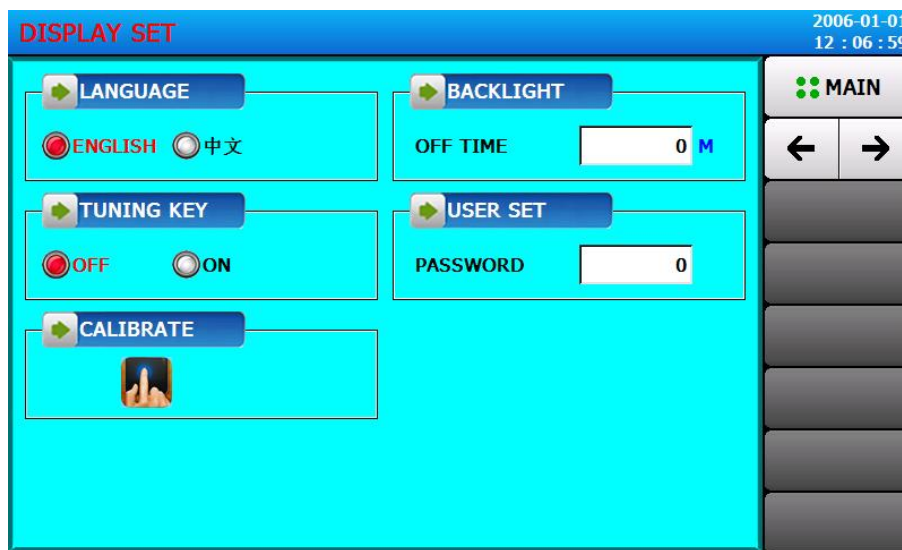 DISPLAY SET
2006-01-01
12 : 06 : 59
LANGUAGE
ENGLISH 中文
BACKLIGHT
OFF TIME 0 M
TUNING KEY
OFF ON
USER SET
PASSWORD 0
CALIBRATE
MAIN